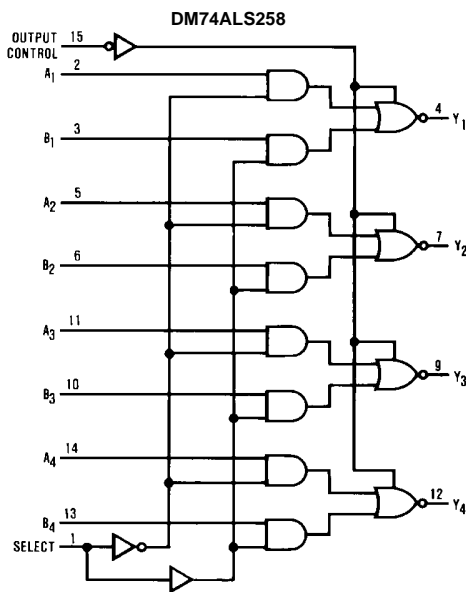 DM74ALS258
OUTPUT CONTROL 15
A1 2
4 Y1
B1 3
A2 5
7 Y2
B2 6
A3 11
9 Y3
B3 10
A4 14
12 Y4
B4 13
SELECT 1